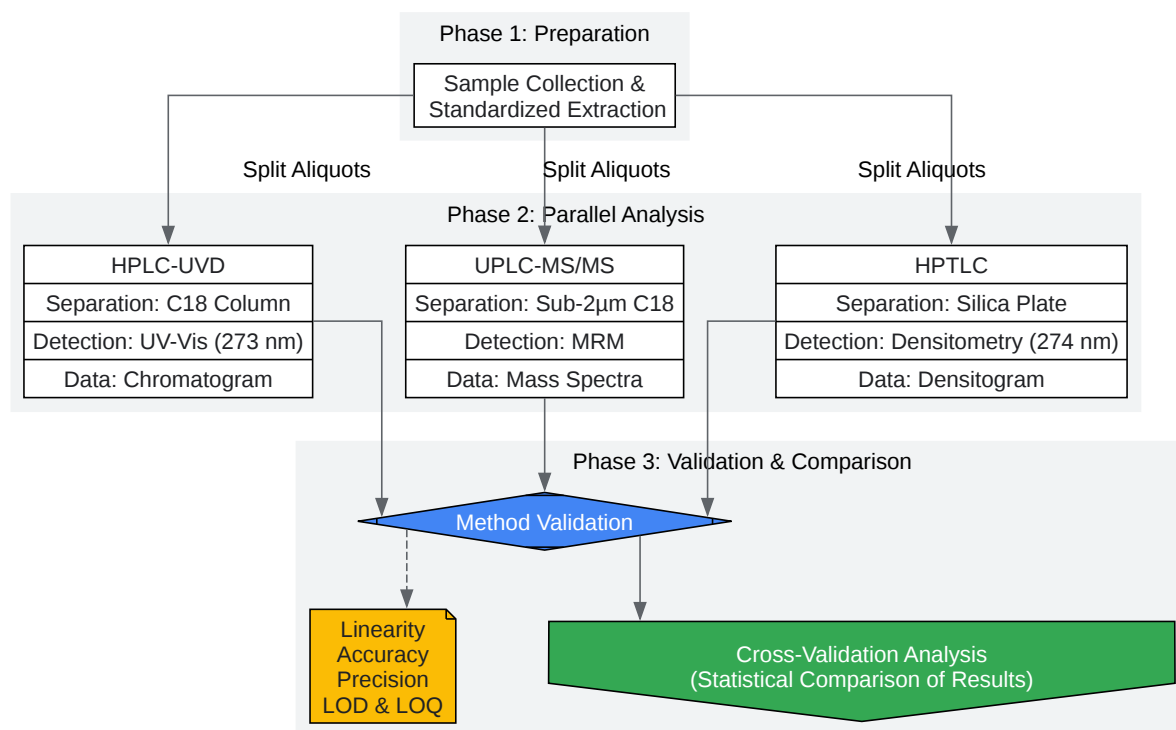 Phase 1: Preparation
Sample Collection &
Standardized Extraction
Split Aliquots
Split Aliquots
Split Aliquots
Phase 2: Parallel Analysis
HPLC-UVD
Separation: C18 Column
Detection: UV-Vis (273 nm)
Data: Chromatogram
UPLC-MS/MS
Separation: Sub-2μm C18
Detection: MRM
Data: Mass Spectra
HPTLC
Separation: Silica Plate
Detection: Densitometry (274 nm)
Data: Densitogram
Phase 3: Validation & Comparison
Method Validation
Linearity
Accuracy
Precision
LOD & LOQ
Cross-Validation Analysis
(Statistical Comparison of Results)